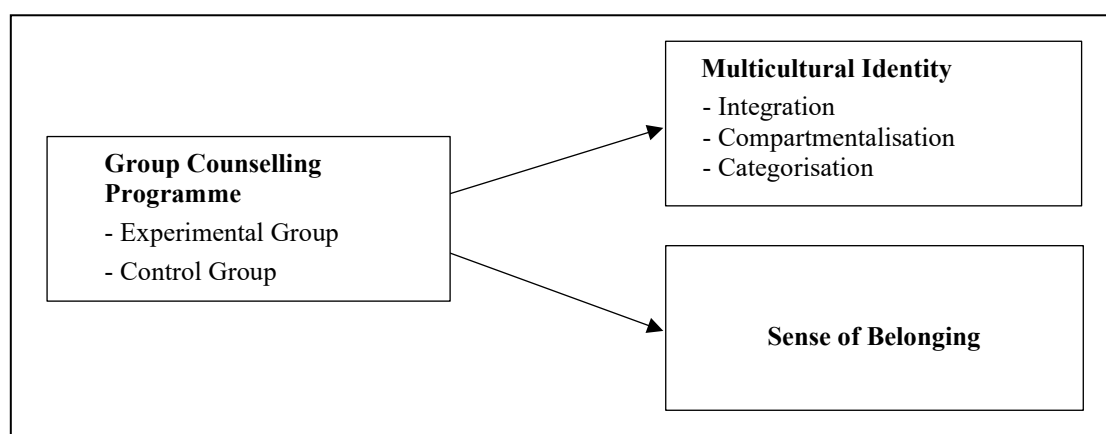 Group Counselling
Programme
- Experimental Group
- Control Group
Multicultural Identity
- Integration
- Compartmentalisation
- Categorisation
Sense of Belonging